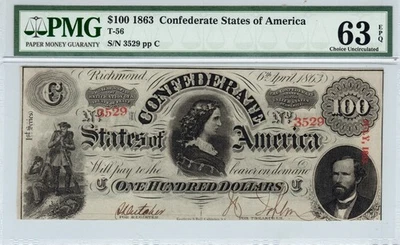 PMG
PAPER MONEY GUARANTY
$100 1863 Confederate States of America
T-56
S/N 3529 pp C
63 EPQ
Choice Uncirculated
Richmond 6th April 1863
C CONFEDERATE 100
No. 3529 No. 3529
1st Series
States of America
Will pay to the bearer on demand
C ONE HUNDRED DOLLARS C